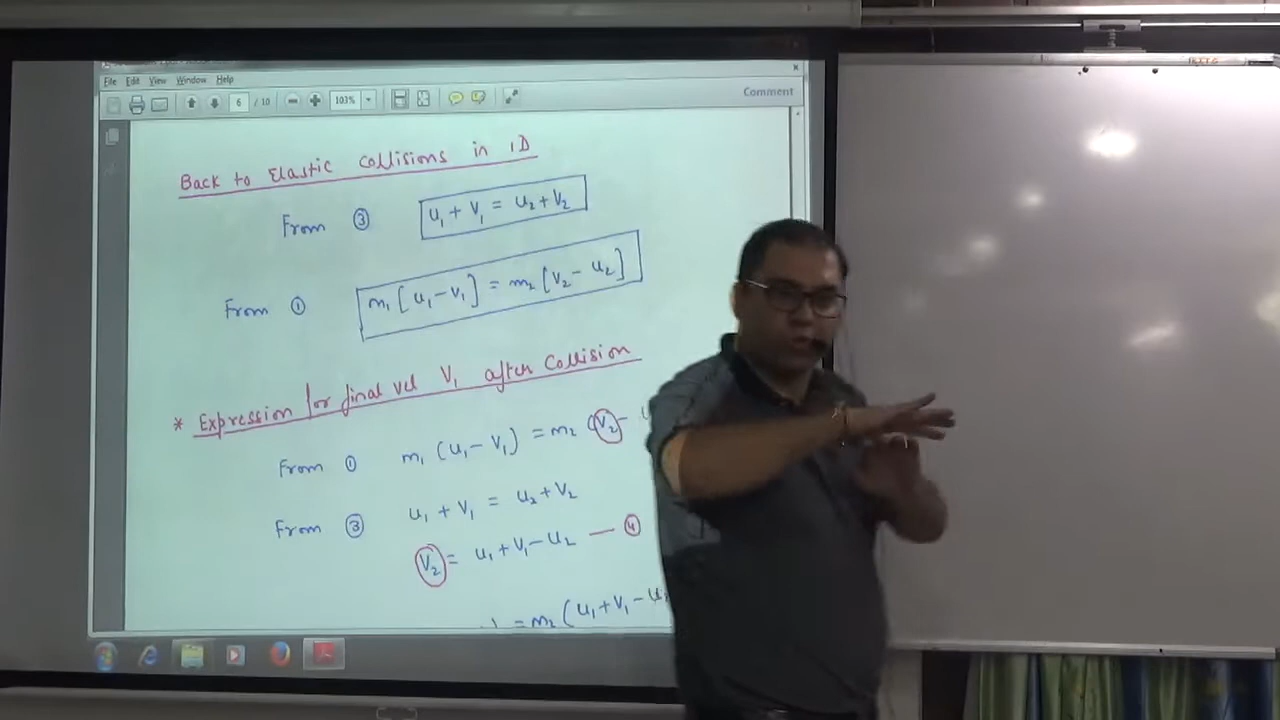 File Edit View Window Help
6 / 10 103% Comment
Back to Elastic Collisions in 1D
From ③ u₁ + v₁ = u₂ + v₂
From ① m₁ [u₁ - v₁] = m₂ [v₂ - u₂]
* Expression for final vel V₁ after Collision
From ① m₁ (u₁ - v₁) = m₂ (v₂ -
From ③ u₁ + v₁ = u₂ + v₂
v₂ = u₁ + v₁ - u₂ — ④
) = m₂ (u₁ + v₁ - u₂